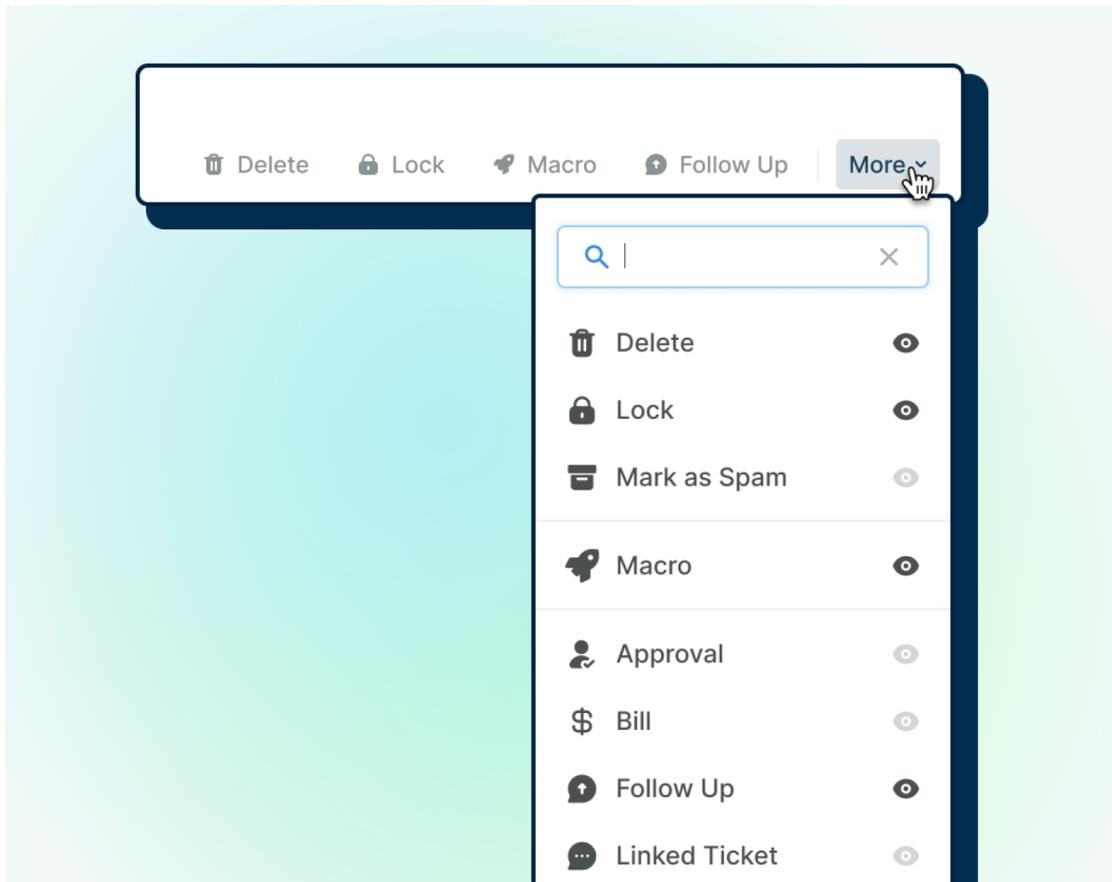 Delete Lock Macro Follow Up More
Delete
Lock
Mark as Spam
Macro
Approval
Bill
Follow Up
Linked Ticket